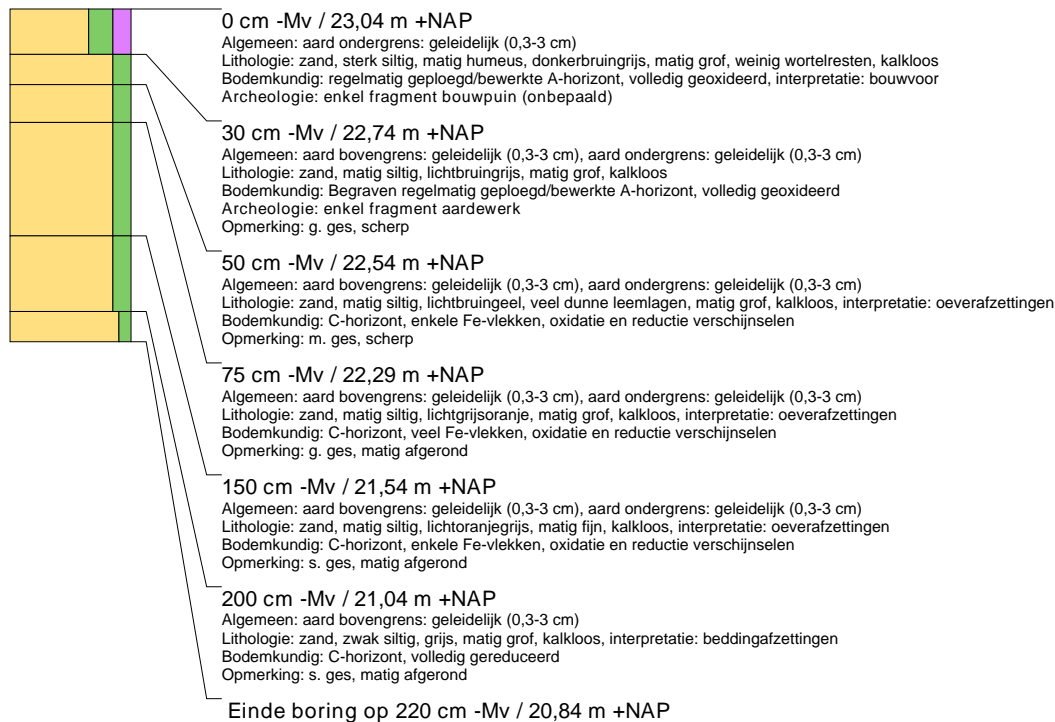 0 cm -Mv / 23,04 m +NAP
Algemeen: aard ondergrens: geleidelijk (0,3-3 cm)
Lithologie: zand, sterk siltig, matig humeus, donkerbruingrijs, matig grof, weinig wortelresten, kalkloos
Bodemkundig: regelmatig geploegd/bewerkte A-horizont, volledig geoxideerd, interpretatie: bouwvoor
Archeologie: enkel fragment bouwpuin (onbepaald)
30 cm -Mv / 22,74 m +NAP
Algemeen: aard bovengrens: geleidelijk (0,3-3 cm), aard ondergrens: geleidelijk (0,3-3 cm)
Lithologie: zand, matig siltig, lichtbruingrijs, matig grof, kalkloos
Bodemkundig: Begraven regelmatig geploegd/bewerkte A-horizont, volledig geoxideerd
Archeologie: enkel fragment aardewerk
Opmerking: g. ges, scherp
50 cm -Mv / 22,54 m +NAP
Algemeen: aard bovengrens: geleidelijk (0,3-3 cm), aard ondergrens: geleidelijk (0,3-3 cm)
Lithologie: zand, matig siltig, lichtbruingeel, veel dunne leemlagen, matig grof, kalkloos, interpretatie: oeverafzettingen
Bodemkundig: C-horizont, enkele Fe-vlekken, oxidatie en reductie verschijnselen
Opmerking: m. ges, scherp
75 cm -Mv / 22,29 m +NAP
Algemeen: aard bovengrens: geleidelijk (0,3-3 cm), aard ondergrens: geleidelijk (0,3-3 cm)
Lithologie: zand, matig siltig, lichtgrijsoranje, matig grof, kalkloos, interpretatie: oeverafzettingen
Bodemkundig: C-horizont, veel Fe-vlekken, oxidatie en reductie verschijnselen
Opmerking: g. ges, matig afgerond
150 cm -Mv / 21,54 m +NAP
Algemeen: aard bovengrens: geleidelijk (0,3-3 cm), aard ondergrens: geleidelijk (0,3-3 cm)
Lithologie: zand, matig siltig, lichtoranjegrijs, matig fijn, kalkloos, interpretatie: oeverafzettingen
Bodemkundig: C-horizont, enkele Fe-vlekken, oxidatie en reductie verschijnselen
Opmerking: s. ges, matig afgerond
200 cm -Mv / 21,04 m +NAP
Algemeen: aard bovengrens: geleidelijk (0,3-3 cm)
Lithologie: zand, zwak siltig, grijs, matig grof, kalkloos, interpretatie: beddingafzettingen
Bodemkundig: C-horizont, volledig gereduceerd
Opmerking: s. ges, matig afgerond
Einde boring op 220 cm -Mv / 20,84 m +NAP